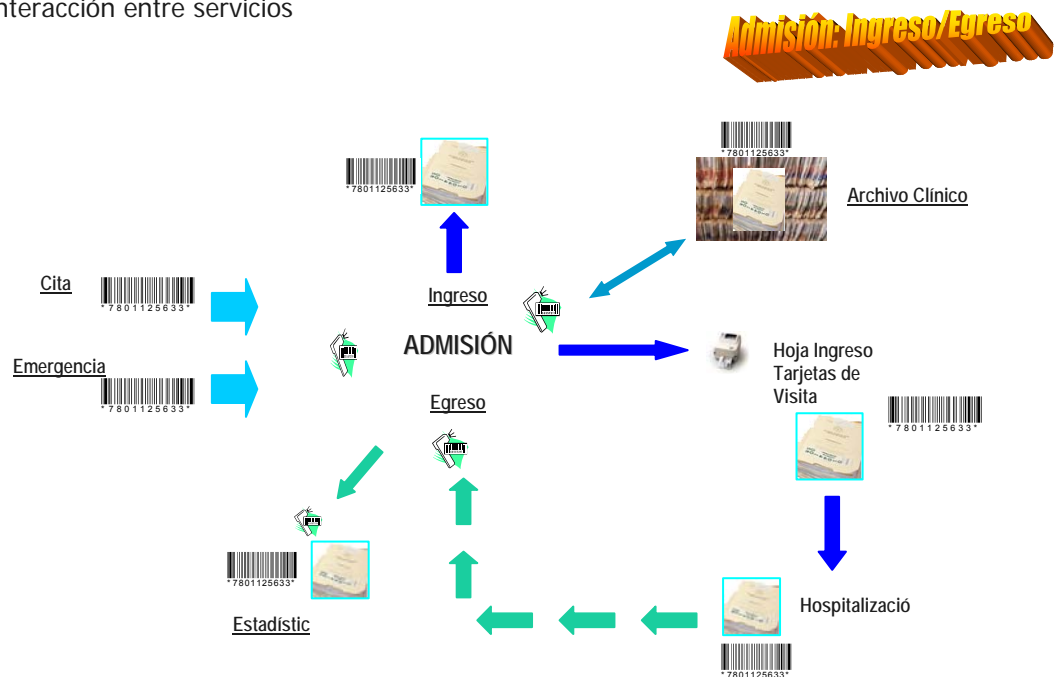 nteracción entre servicios
Admisión: Ingreso/Egreso
*7801125633*
*7801125633*
Archivo Clínico
Cita
*7801125633*
Ingreso
ADMISIÓN
Emergencia
*7801125633*
Hoja Ingreso
Tarjetas de
Visita
*7801125633*
Egreso
*7801125633*
Estadístic
Hospitalizació
*7801125633*